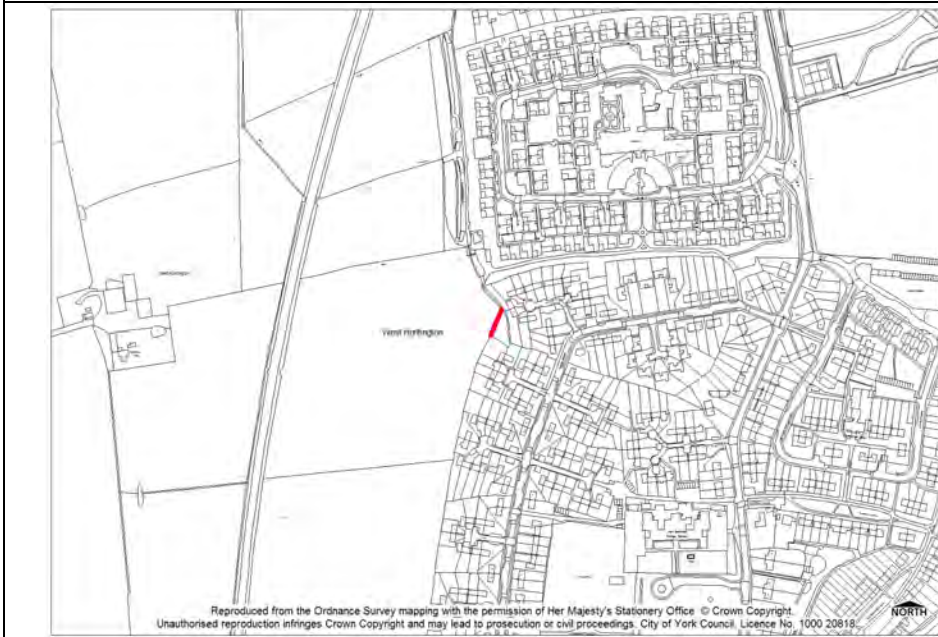 West Huntington
Reproduced from the Ordnance Survey mapping with the permission of Her Majesty's Stationery Office © Crown Copyright.
Unauthorised reproduction infringes Crown Copyright and may lead to prosecution or civil proceedings. City of York Council. Licence No. 1000 20818.
NORTH